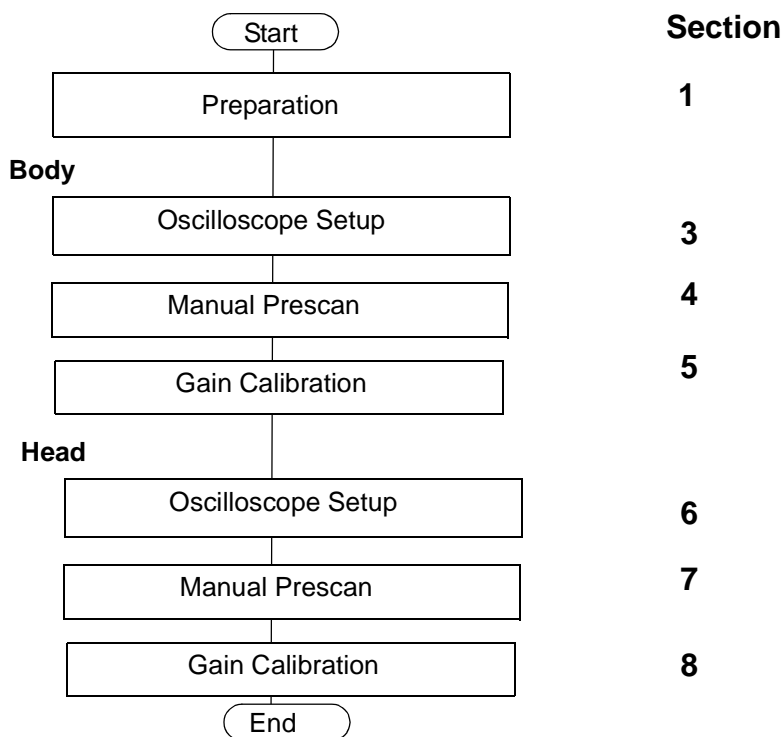 Start
Section
Preparation
1
Body
Oscilloscope Setup
3
Manual Prescan
4
Gain Calibration
5
Head
Oscilloscope Setup
6
Manual Prescan
7
Gain Calibration
8
End